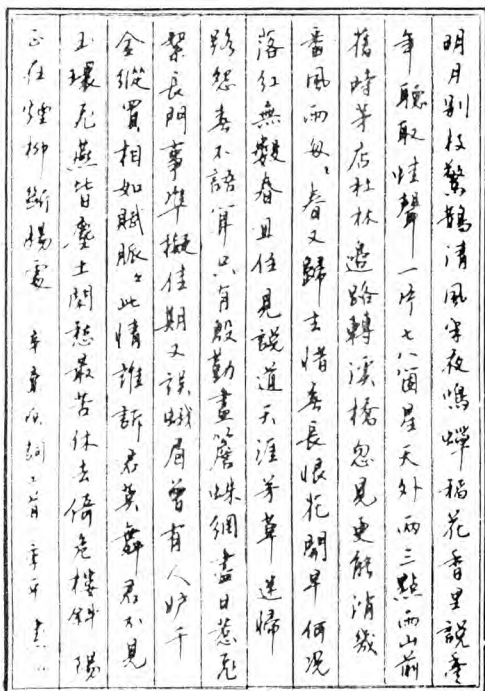 明月别枝驚鵲清風半夜鳴蟬稻花香里說豐
年聽取蛙聲一片七八箇星天外兩三點雨山前
舊時茅店社林邊路轉溪橋忽見更能消幾
番風雨匆々春又歸去惜春長恨花開早何況
落紅無數春且住見說道天涯芳草迷歸
路怨春不語算只有殷勤畫簷蛛網盡日惹飛
絮長門事準擬佳期又誤蛾眉曾有人妒千
金縱買相如賦脈々此情誰訴君莫舞君不見
玉環飛燕皆塵土閑愁最苦休去倚危樓斜陽
正在煙柳斷腸處 辛棄疾詞二首